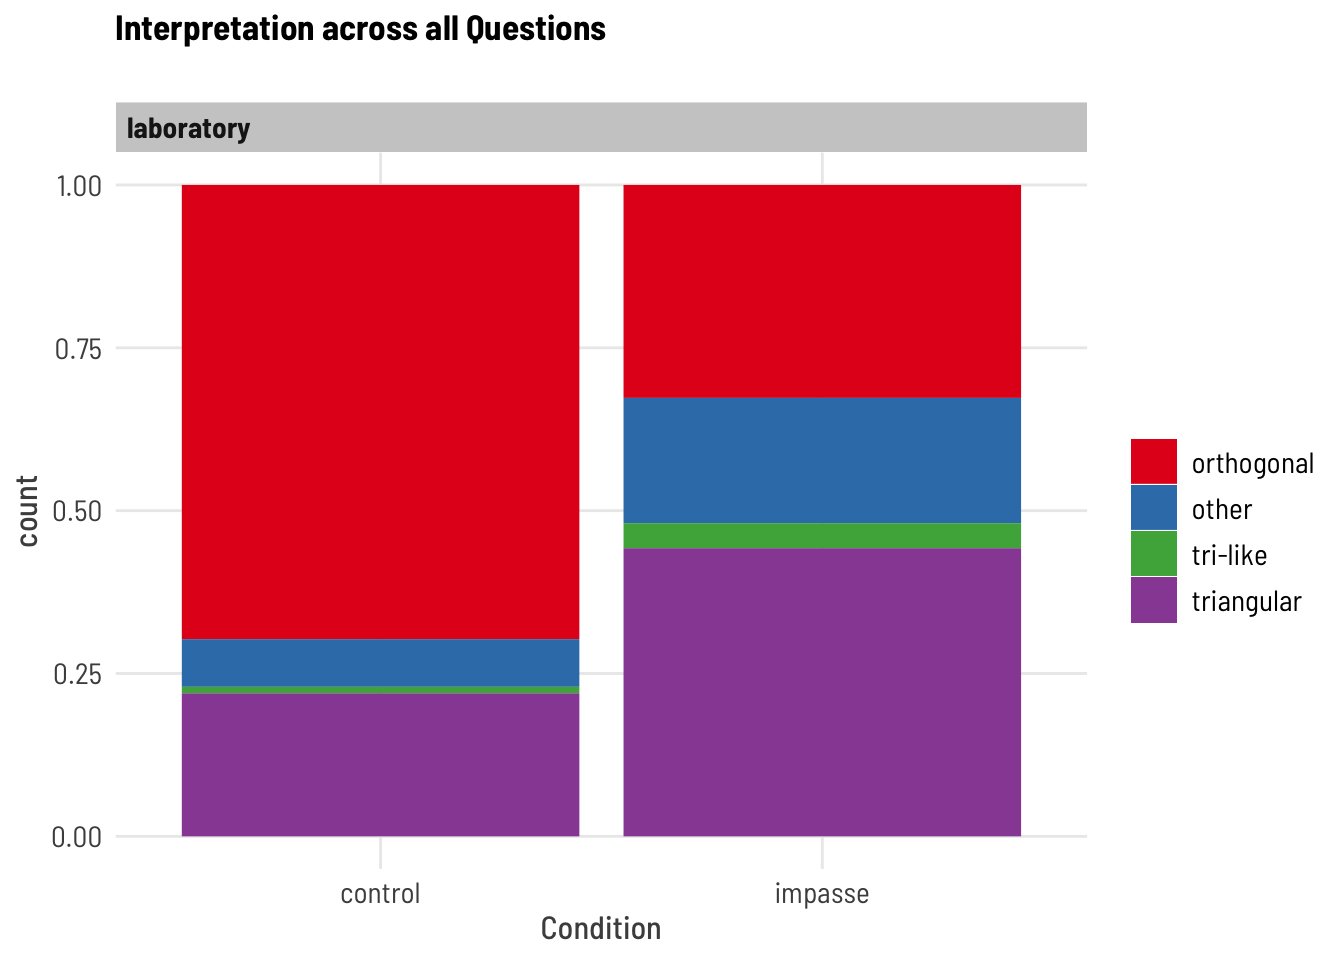 Interpretation across all Questions
laboratory
1.00
0.75
0.50
0.25
0.00
count
control
impasse
Condition
orthogonal
other
tri-like
triangular